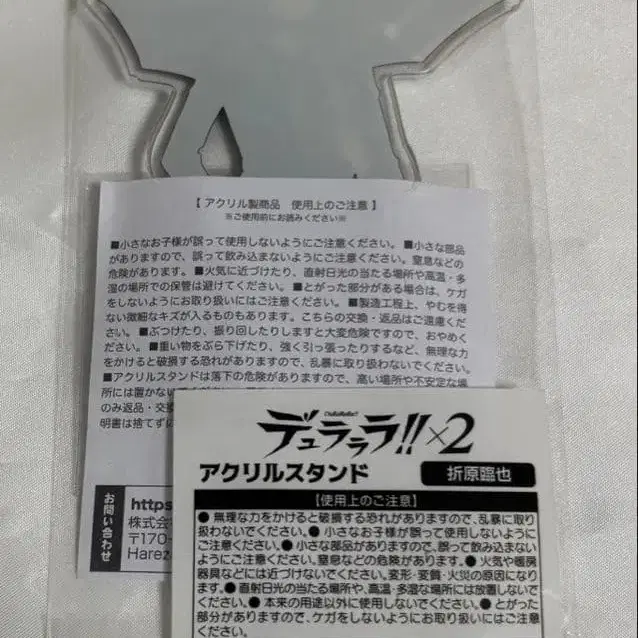 【 アクリル製商品 使用上のご注意 】
※ご使用前にお読みください※
■小さなお子様が誤って使用しないようにご注意ください。 ■小さな部品
がありますので、誤って飲み込まないようにご注意ください。窒息などの
危険があります。 ■火気に近づけたり、直射日光の当たる場所や高温・多
湿の場所での保管は避けてください。 ■とがった部分がある場合は、ケガ
をしないようにお取り扱いにはご注意ください。 ■製造工程上、やむを得
ない微細なキズが入るものもあります。こちらの交換・返品はご遠慮くだ
さい。 ■ぶつけたり、振り回したりしますと大変危険ですので、おやめく
ださい。 ■重い物をぶら下げたり、強く引っ張ったりするなど、無理な力
をかけると破損する恐れがありますので、乱暴に取り扱わないでください。
■アクリルスタンドは落下の危険がありますので、高い場所や不安定な場
所には置かない
のみ返品・交
明書は捨てずに
お問い合わせ
https
株式会
〒170-
Harez
DuRaRaRa!!
デュラララ!!×2
アクリルスタンド 折原臨也
【使用上のご注意】
●無理な力をかけると破損する恐れがありますので、乱暴に取り
扱わないでください。●小さなお子様が誤って使用しないように
ご注意ください。●小さな部品がありますので、誤って飲み込まない
ようにご注意ください。窒息などの危険があります。●火気や暖房
器具などには近づけないでください。変形・変質・火災の原因になり
ます。●直射日光の当たる場所や、高温・多湿な場所には放置しないで
ください。●本来の用途以外に使用しないでください。●とがった
部分がありますので、ケガをしないようにお取り扱いにはご注意
ください。